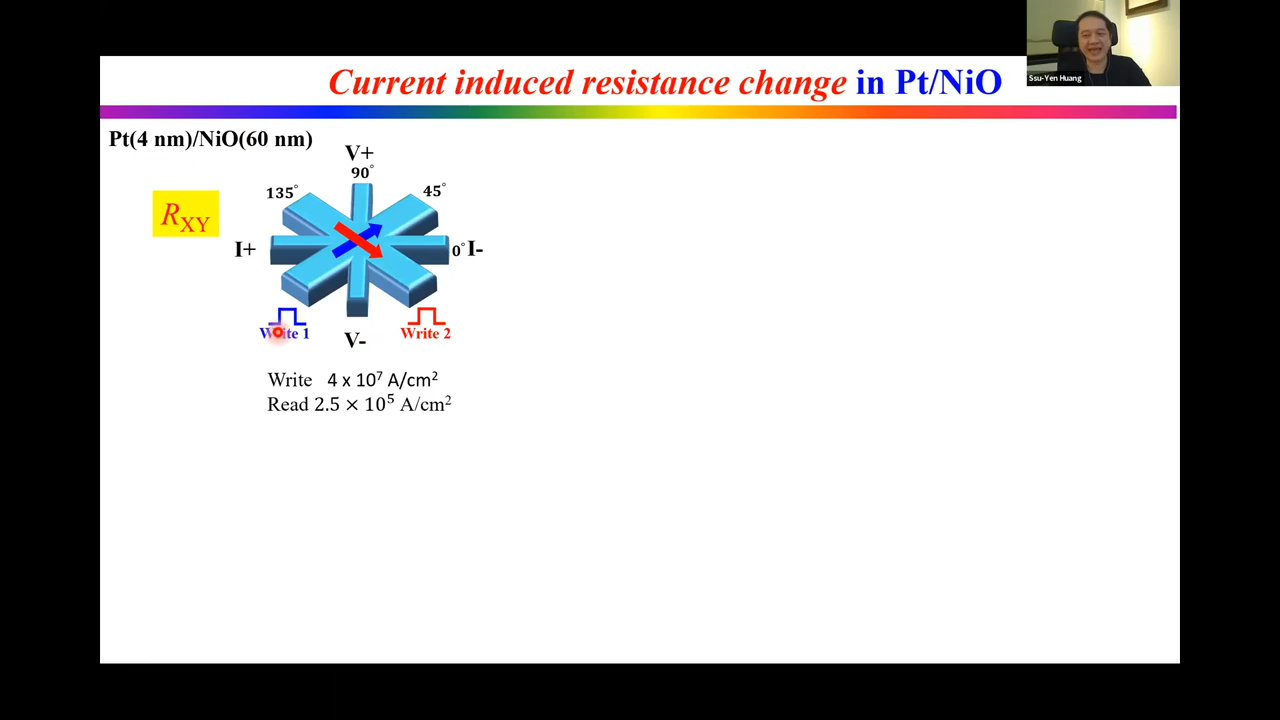 Current induced resistance change in Pt/NiO
Ssu-Yen Huang
Pt(4 nm)/NiO(60 nm)
V+
90°
135°
45°
R_XY
I+
0° I-
Write 1
Write 2
V-
Write 4 x 10⁷ A/cm²
Read 2.5 × 10⁵ A/cm²